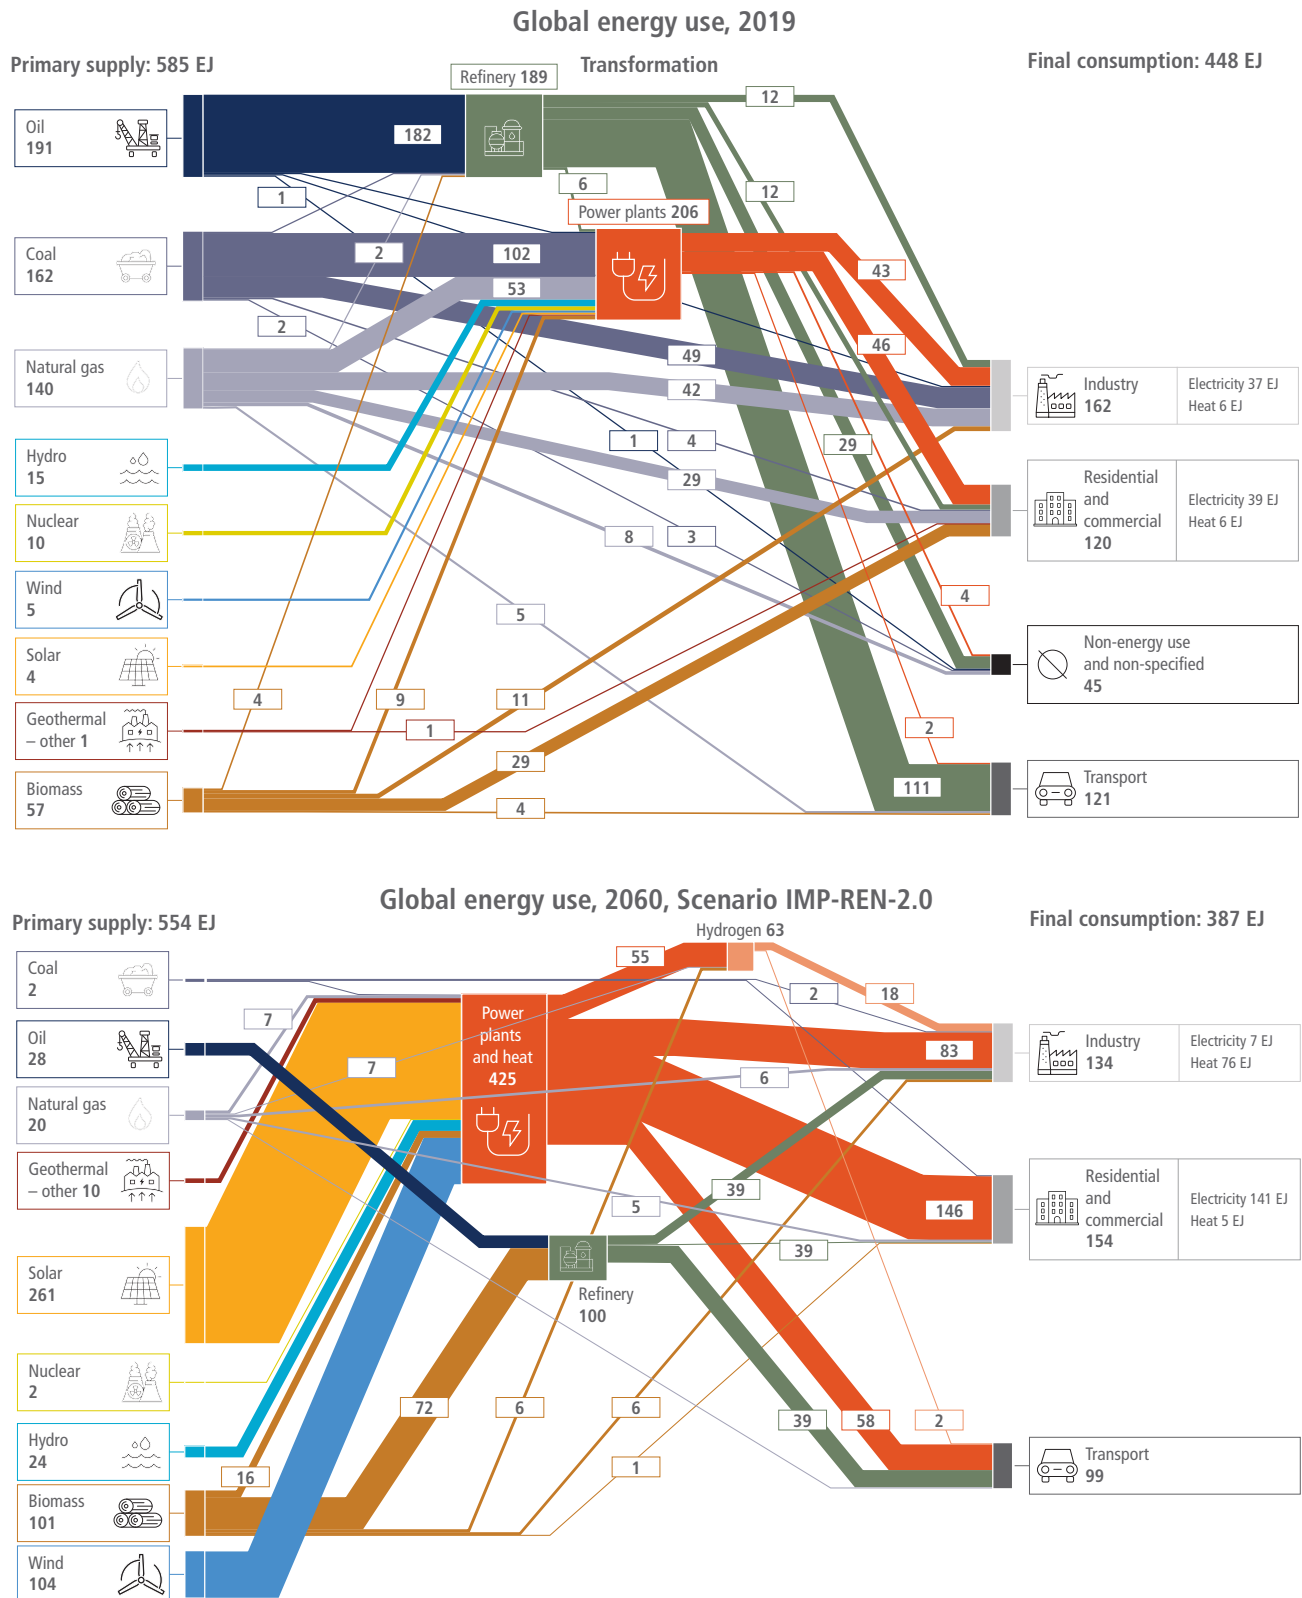 Global energy use, 2019
Primary supply: 585 EJ
Transformation
Final consumption: 448 EJ
Refinery 189
12
Oil
191
182
6
12
1
Power plants 206
Coal
162
2
102
43
53
2
46
49
Natural gas
140
42
Industry
162
Electricity 37 EJ
Heat 6 EJ
1
4
29
Hydro
15
29
Residential
and
commercial
120
Electricity 39 EJ
Heat 6 EJ
Nuclear
10
8
3
Wind
5
5
4
Solar
4
Non-energy use
and non-specified
45
4
9
11
Geothermal
– other 1
1
2
29
Biomass
57
4
111
Transport
121
Global energy use, 2060, Scenario IMP-REN-2.0
Primary supply: 554 EJ
Final consumption: 387 EJ
Hydrogen 63
55
Coal
2
2
18
Power
plants
and heat
425
7
Oil
28
7
83
Industry
134
Electricity 7 EJ
Heat 76 EJ
6
Natural gas
20
Geothermal
– other 10
39
5
146
Residential
and
commercial
154
Electricity 141 EJ
Heat 5 EJ
39
Solar
261
Refinery
100
Nuclear
2
72
6
6
39
58
2
Hydro
24
16
1
Transport
99
Biomass
101
Wind
104